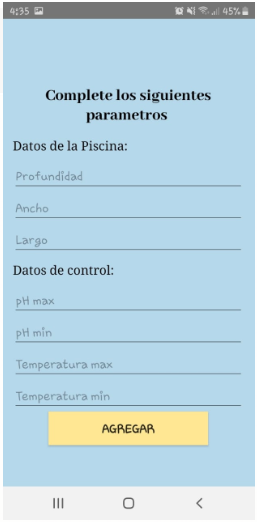 4:35 45%
Complete los siguientes
parametros
Datos de la Piscina:
Profundidad
Ancho
Largo
Datos de control:
pH max
pH min
Temperatura max
Temperatura min
AGREGAR